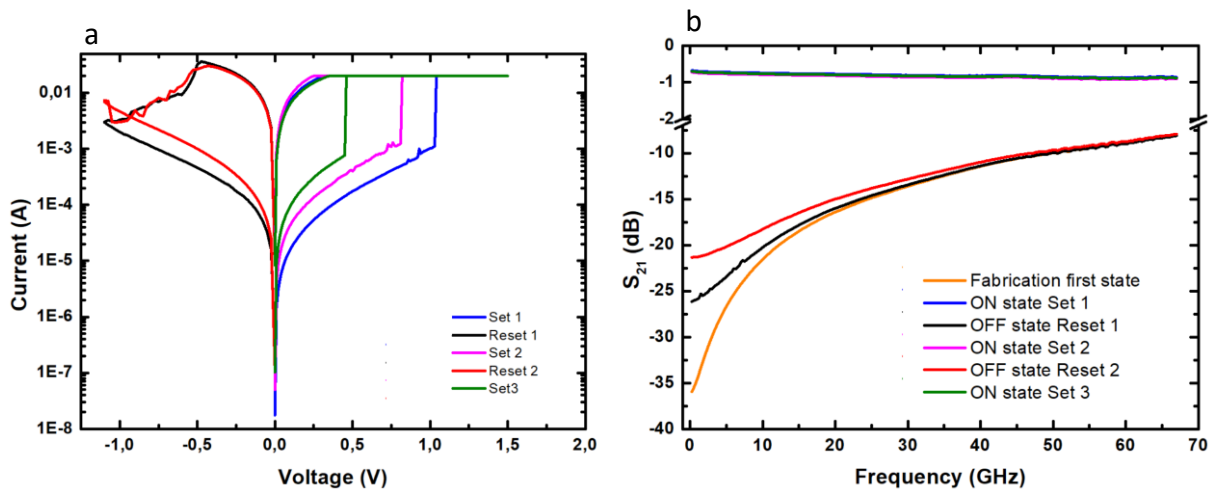 a
Current (A)
0,01
1E-3
1E-4
1E-5
1E-6
1E-7
1E-8
-1,0
-0,5
0,0
0,5
1,0
1,5
2,0
Voltage (V)
Set 1
Reset 1
Set 2
Reset 2
Set3
b
S21 (dB)
0
-1
-2
-10
-15
-20
-25
-30
-35
-40
0
10
20
30
40
50
60
70
Frequency (GHz)
Fabrication first state
ON state Set 1
OFF state Reset 1
ON state Set 2
OFF state Reset 2
ON state Set 3